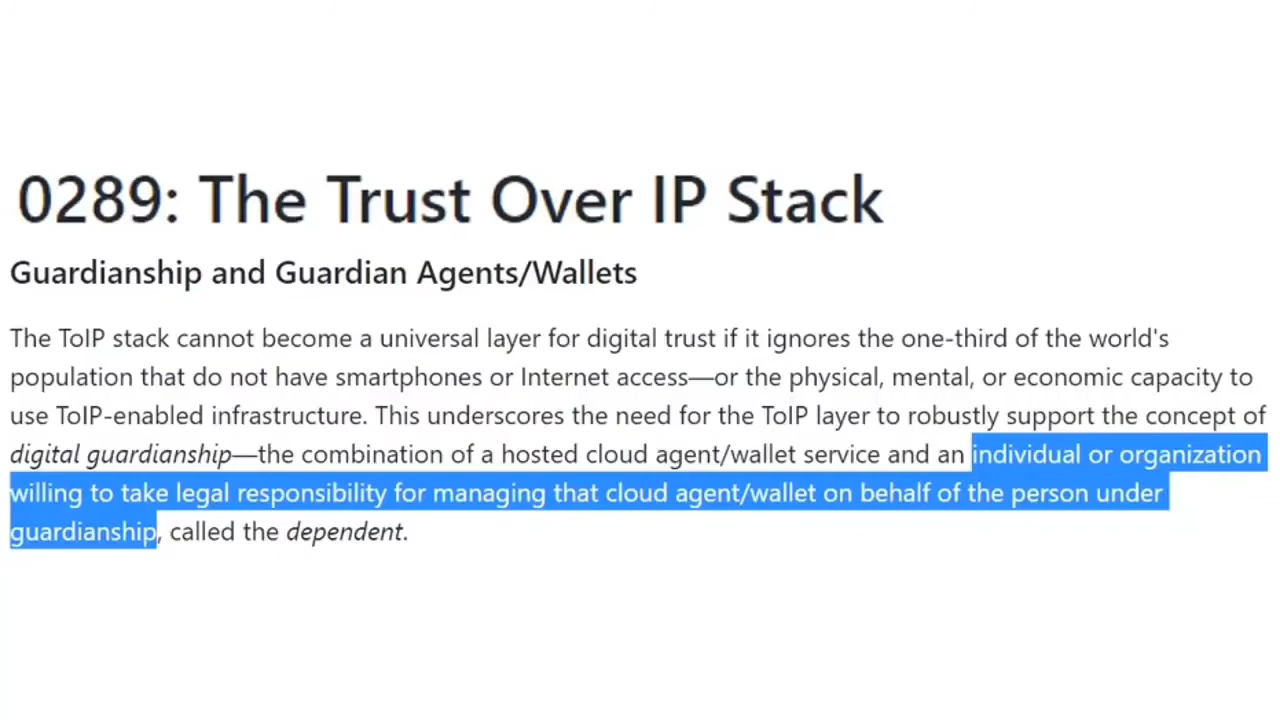 0289: The Trust Over IP Stack
Guardianship and Guardian Agents/Wallets
The ToIP stack cannot become a universal layer for digital trust if it ignores the one-third of the world's
population that do not have smartphones or Internet access—or the physical, mental, or economic capacity to
use ToIP-enabled infrastructure. This underscores the need for the ToIP layer to robustly support the concept of
digital guardianship—the combination of a hosted cloud agent/wallet service and an individual or organization
willing to take legal responsibility for managing that cloud agent/wallet on behalf of the person under
guardianship, called the dependent.